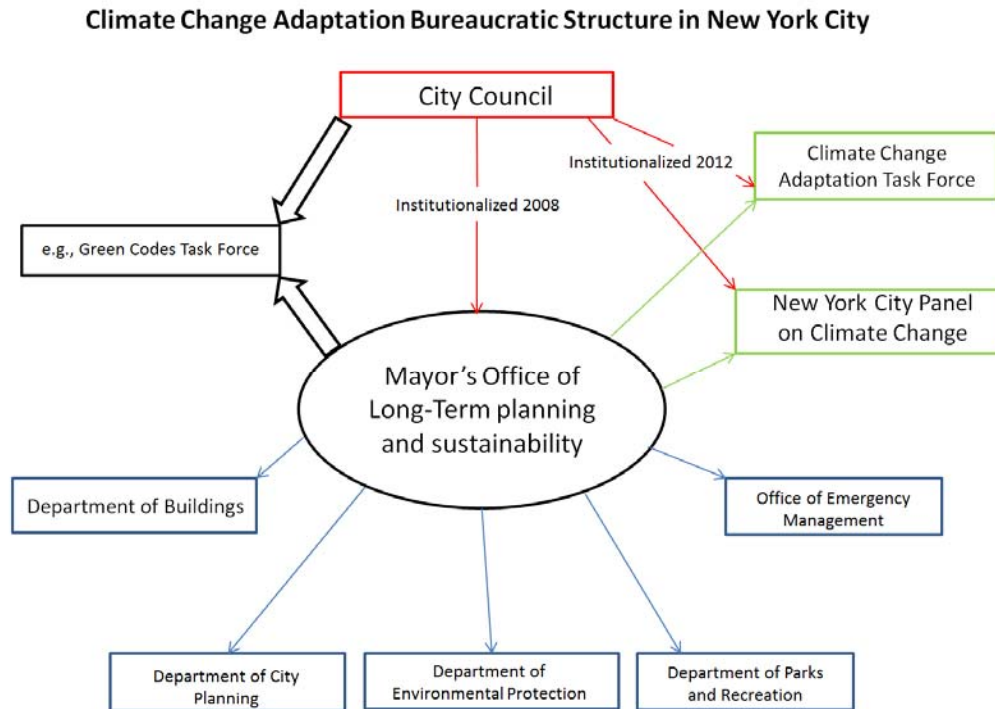 Climate Change Adaptation Bureaucratic Structure in New York City
City Council
Institutionalized 2012
Climate Change
Adaptation Task Force
Institutionalized 2008
e.g., Green Codes Task Force
New York City Panel
on Climate Change
Mayor's Office of
Long-Term planning
and sustainability
Department of Buildings
Office of Emergency
Management
Department of City
Planning
Department of
Environmental Protection
Department of Parks
and Recreation